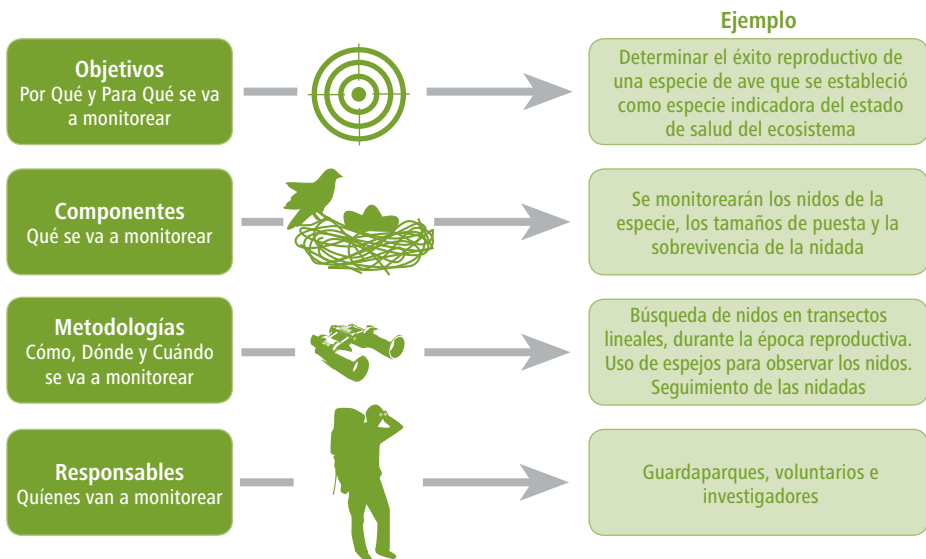 Ejemplo
Objetivos
Por Qué y Para Qué se va
a monitorear
Determinar el éxito reproductivo de
una especie de ave que se estableció
como especie indicadora del estado
de salud del ecosistema
Componentes
Qué se va a monitorear
Se monitorearán los nidos de la
especie, los tamaños de puesta y la
sobrevivencia de la nidada
Metodologías
Cómo, Dónde y Cuándo
se va a monitorear
Búsqueda de nidos en transectos
lineales, durante la época reproductiva.
Uso de espejos para observar los nidos.
Seguimiento de las nidadas
Responsables
Quíenes van a monitorear
Guardaparques, voluntarios e
investigadores